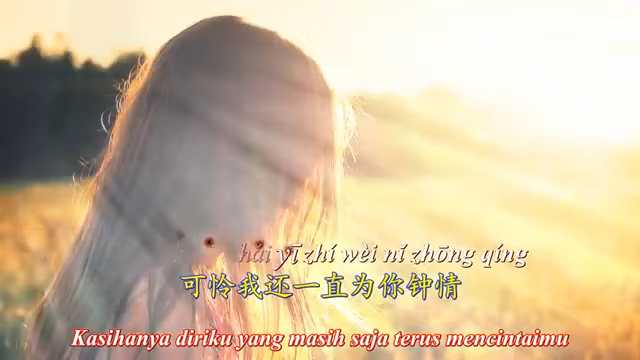 hái yī zhí wèi nǐ zhōng qíng
可怜我还一直为你钟情
Kasihanya diriku yang masih saja terus mencintaimu